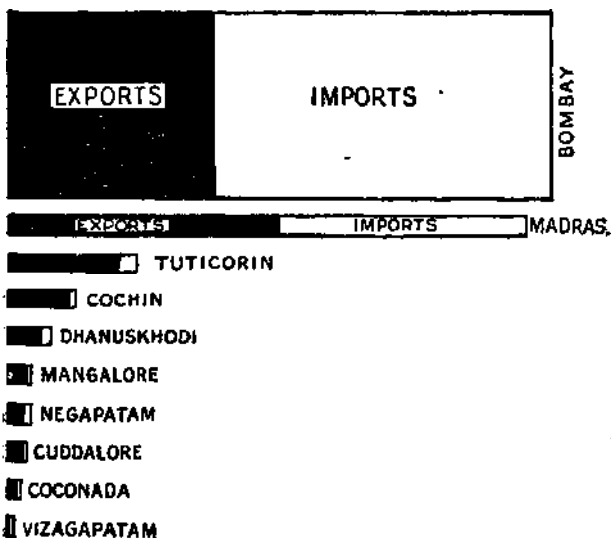 EXPORTS IMPORTS
BOMBAY
EXPORTS IMPORTS MADRAS.
TUTICORIN
COCHIN
DHANUSKHODI
MANGALORE
NEGAPATAM
CUDDALORE
COCONADA
VIZAGAPATAM